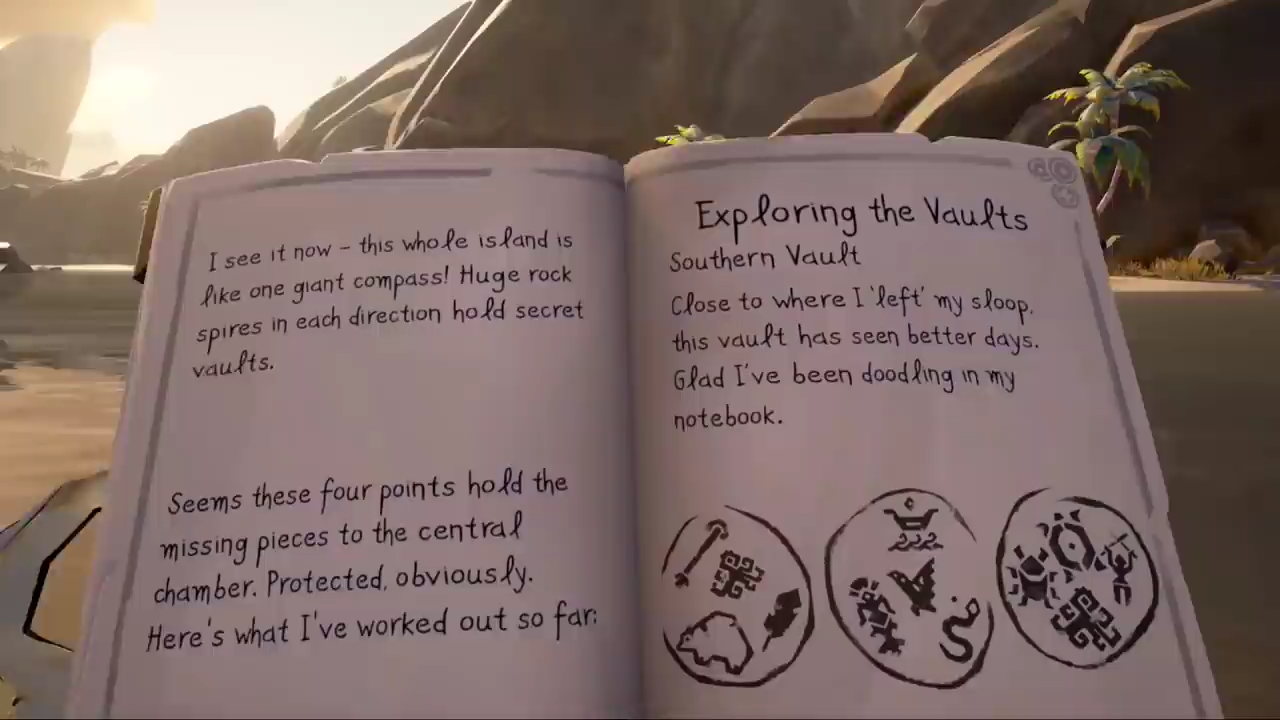 I see it now – this whole island is
like one giant compass! Huge rock
spires in each direction hold secret
vaults.
Seems these four points hold the
missing pieces to the central
chamber. Protected, obviously.
Here's what I've worked out so far:
Exploring the Vaults
Southern Vault
Close to where I 'left' my sloop,
this vault has seen better days.
Glad I've been doodling in my
notebook.